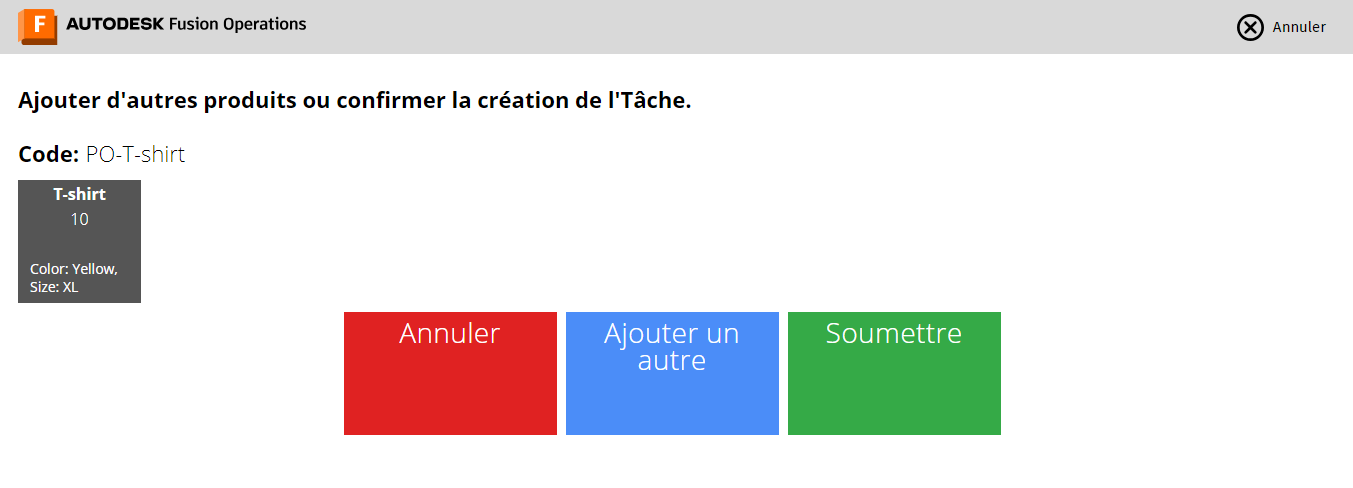 F AUTODESK Fusion Operations
Annuler
Ajouter d'autres produits ou confirmer la création de l'Tâche.
Code: PO-T-shirt
T-shirt
10
Color: Yellow,
Size: XL
Annuler
Ajouter un
autre
Soumettre